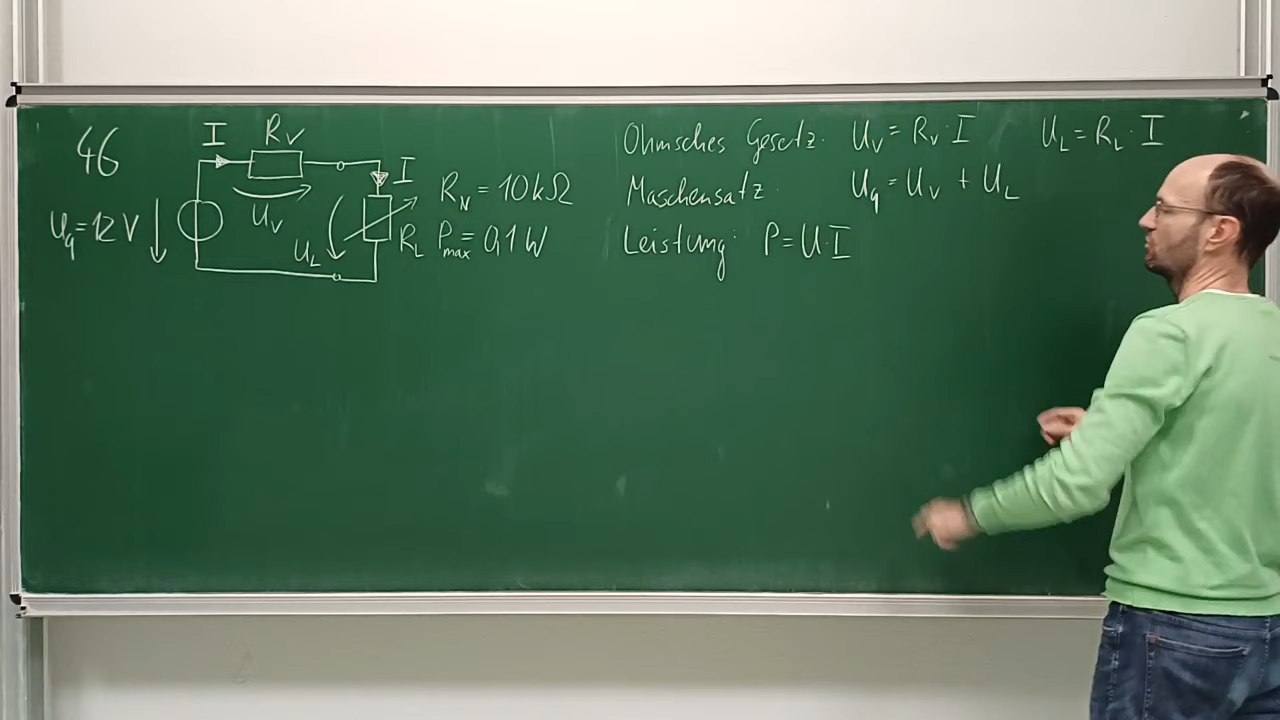 46
I
R_V
I
U_q = 12 V
U_V
U_L
R_L
R_N = 10 kΩ
P_max = 0,1 W
Ohmsches Gesetz: U_V = R_V · I U_L = R_L · I
Maschensatz: U_q = U_V + U_L
Leistung: P = U · I